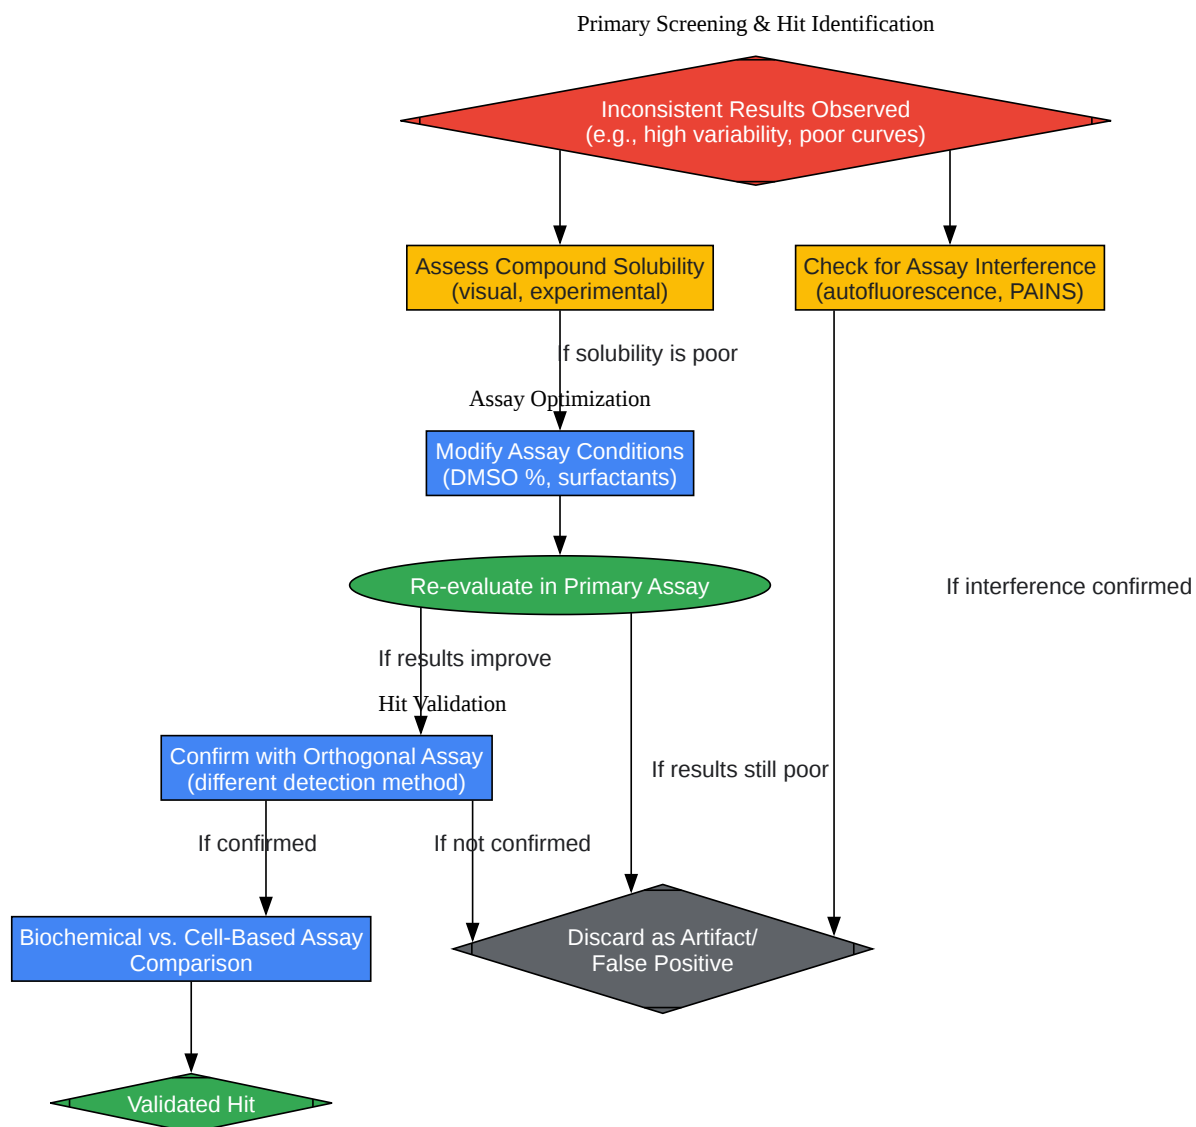 Primary Screening & Hit Identification
Inconsistent Results Observed
(e.g., high variability, poor curves)
Assess Compound Solubility
(visual, experimental)
Check for Assay Interference
(autofluorescence, PAINS)
If solubility is poor
Assay Optimization
Modify Assay Conditions
(DMSO %, surfactants)
Re-evaluate in Primary Assay
If interference confirmed
If results improve
Hit Validation
Confirm with Orthogonal Assay
(different detection method)
If results still poor
If confirmed
If not confirmed
Biochemical vs. Cell-Based Assay
Comparison
Discard as Artifact/
False Positive
Validated Hit